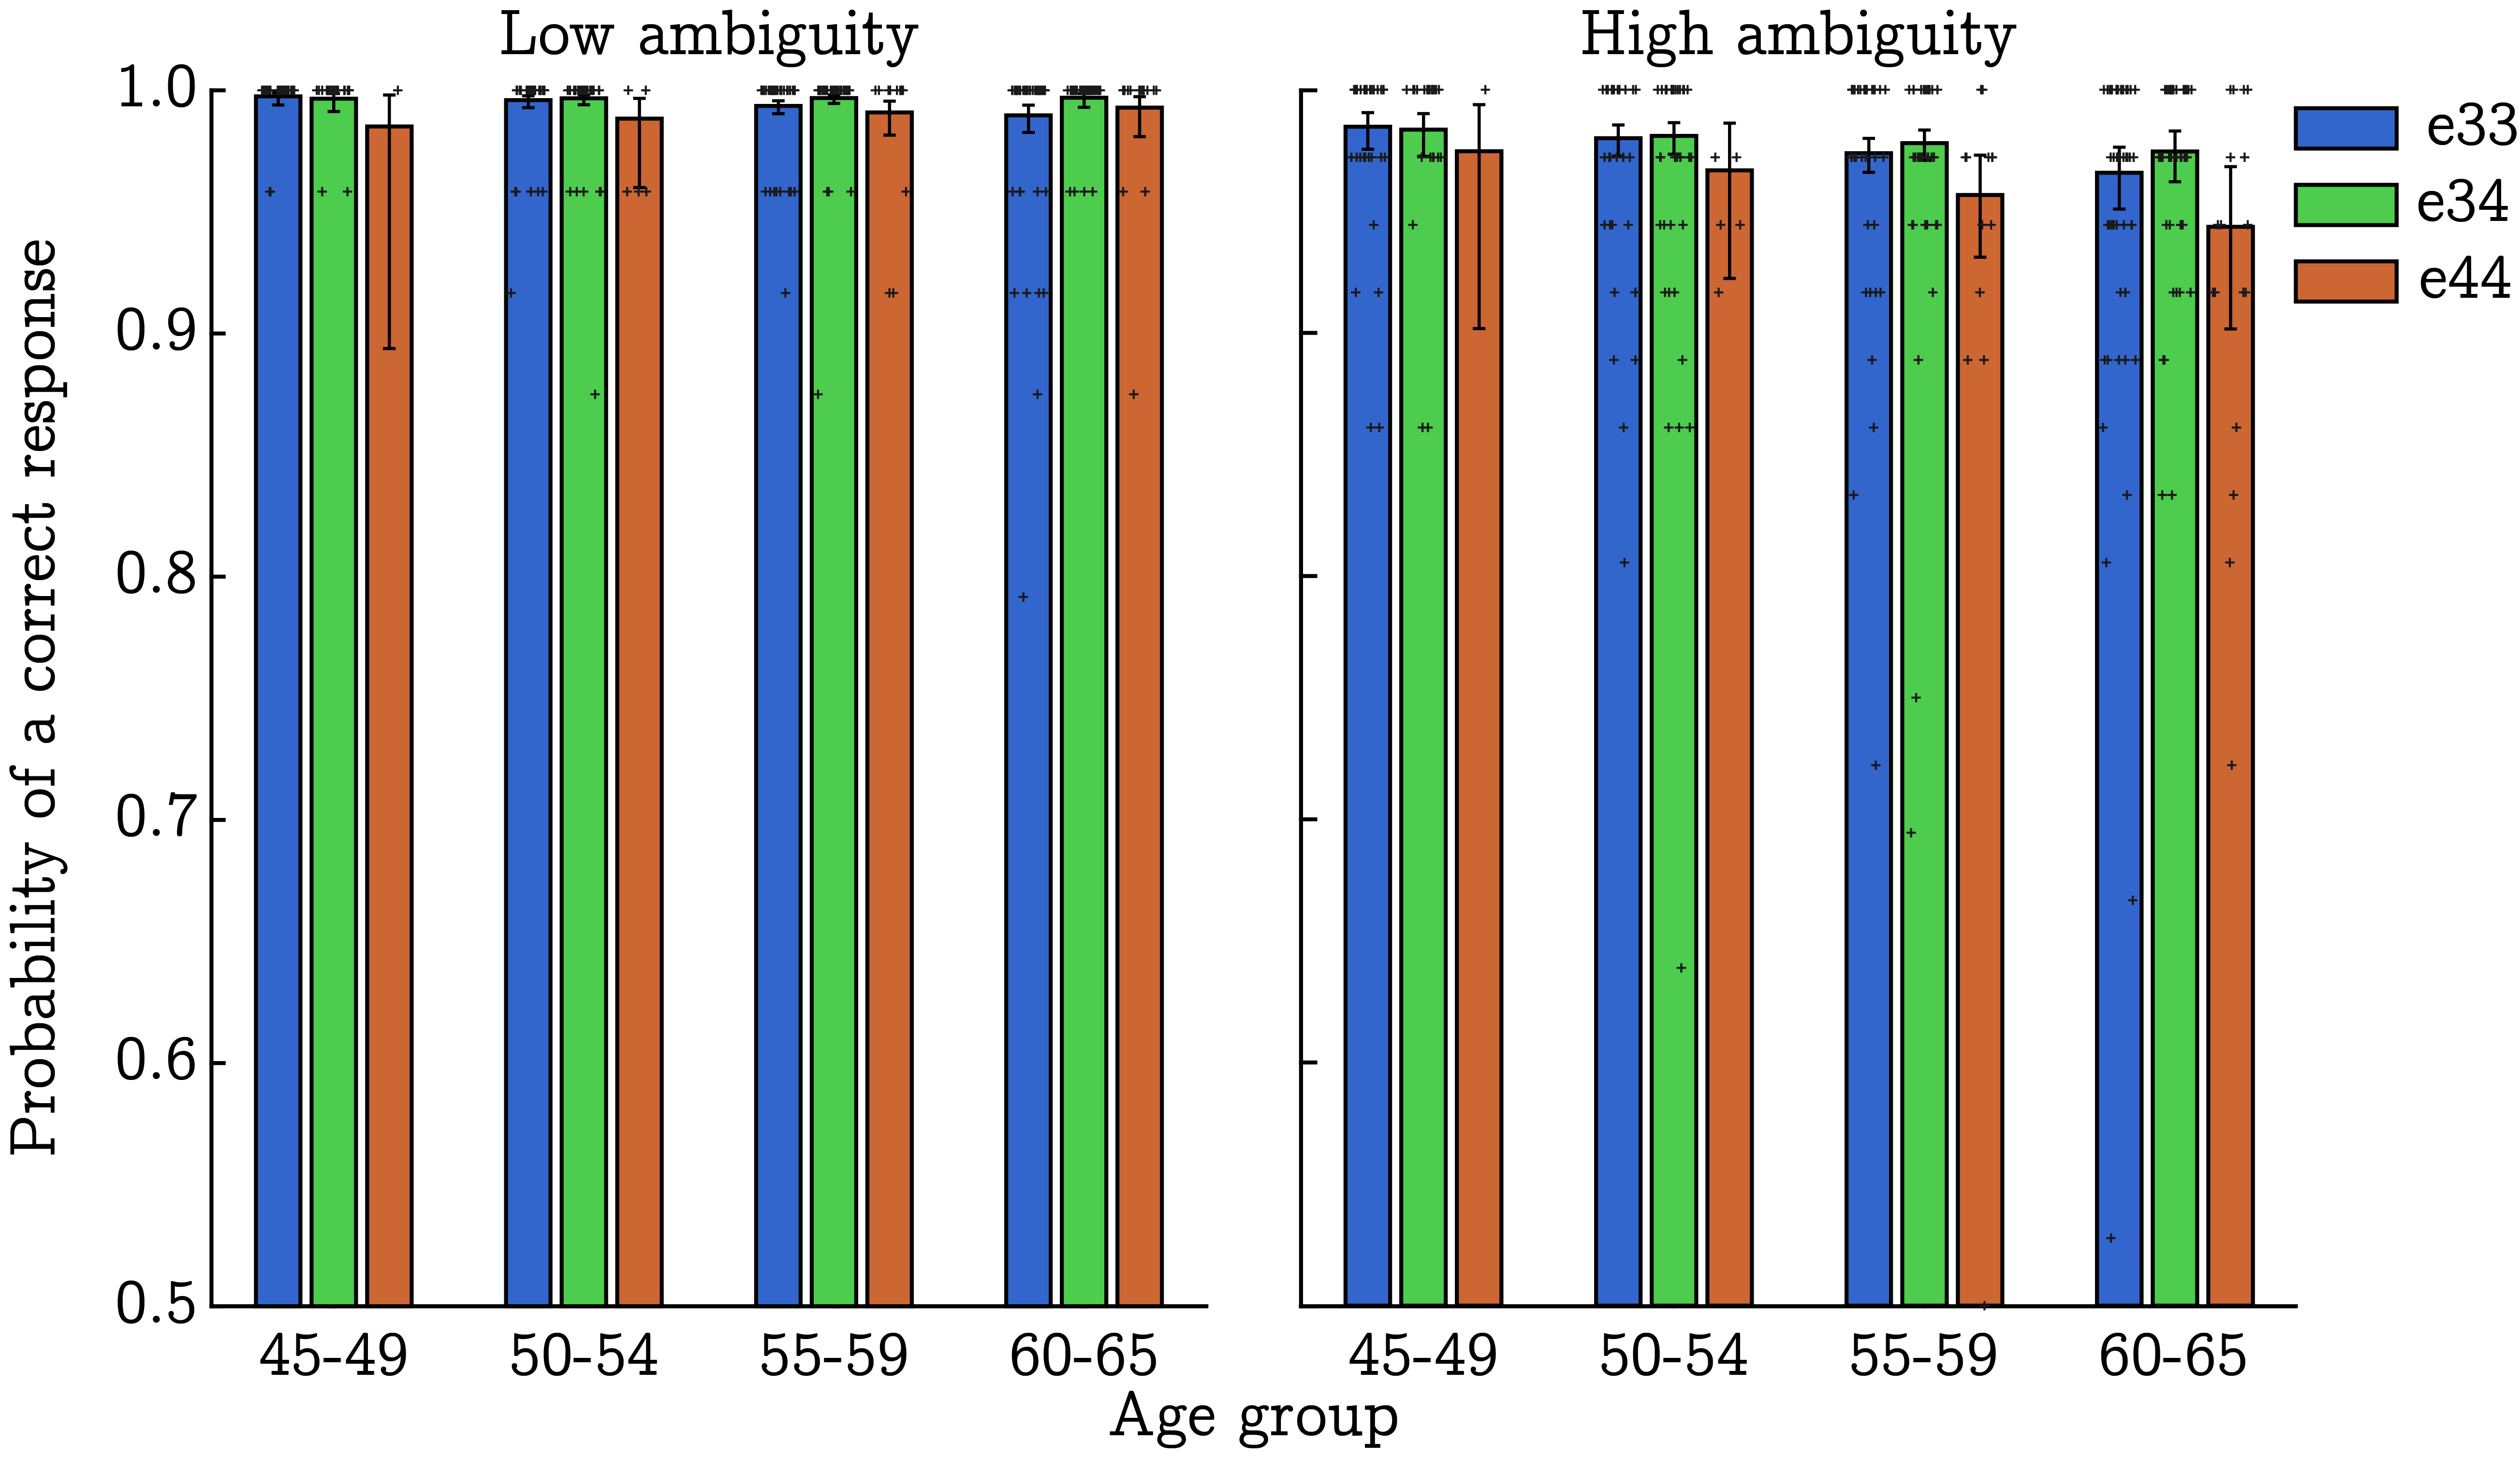 Low ambiguity
High ambiguity
Probability of a correct response
1.0
0.9
0.8
0.7
0.6
0.5
e33
e34
e44
45-49 50-54 55-59 60-65
45-49 50-54 55-59 60-65
Age group